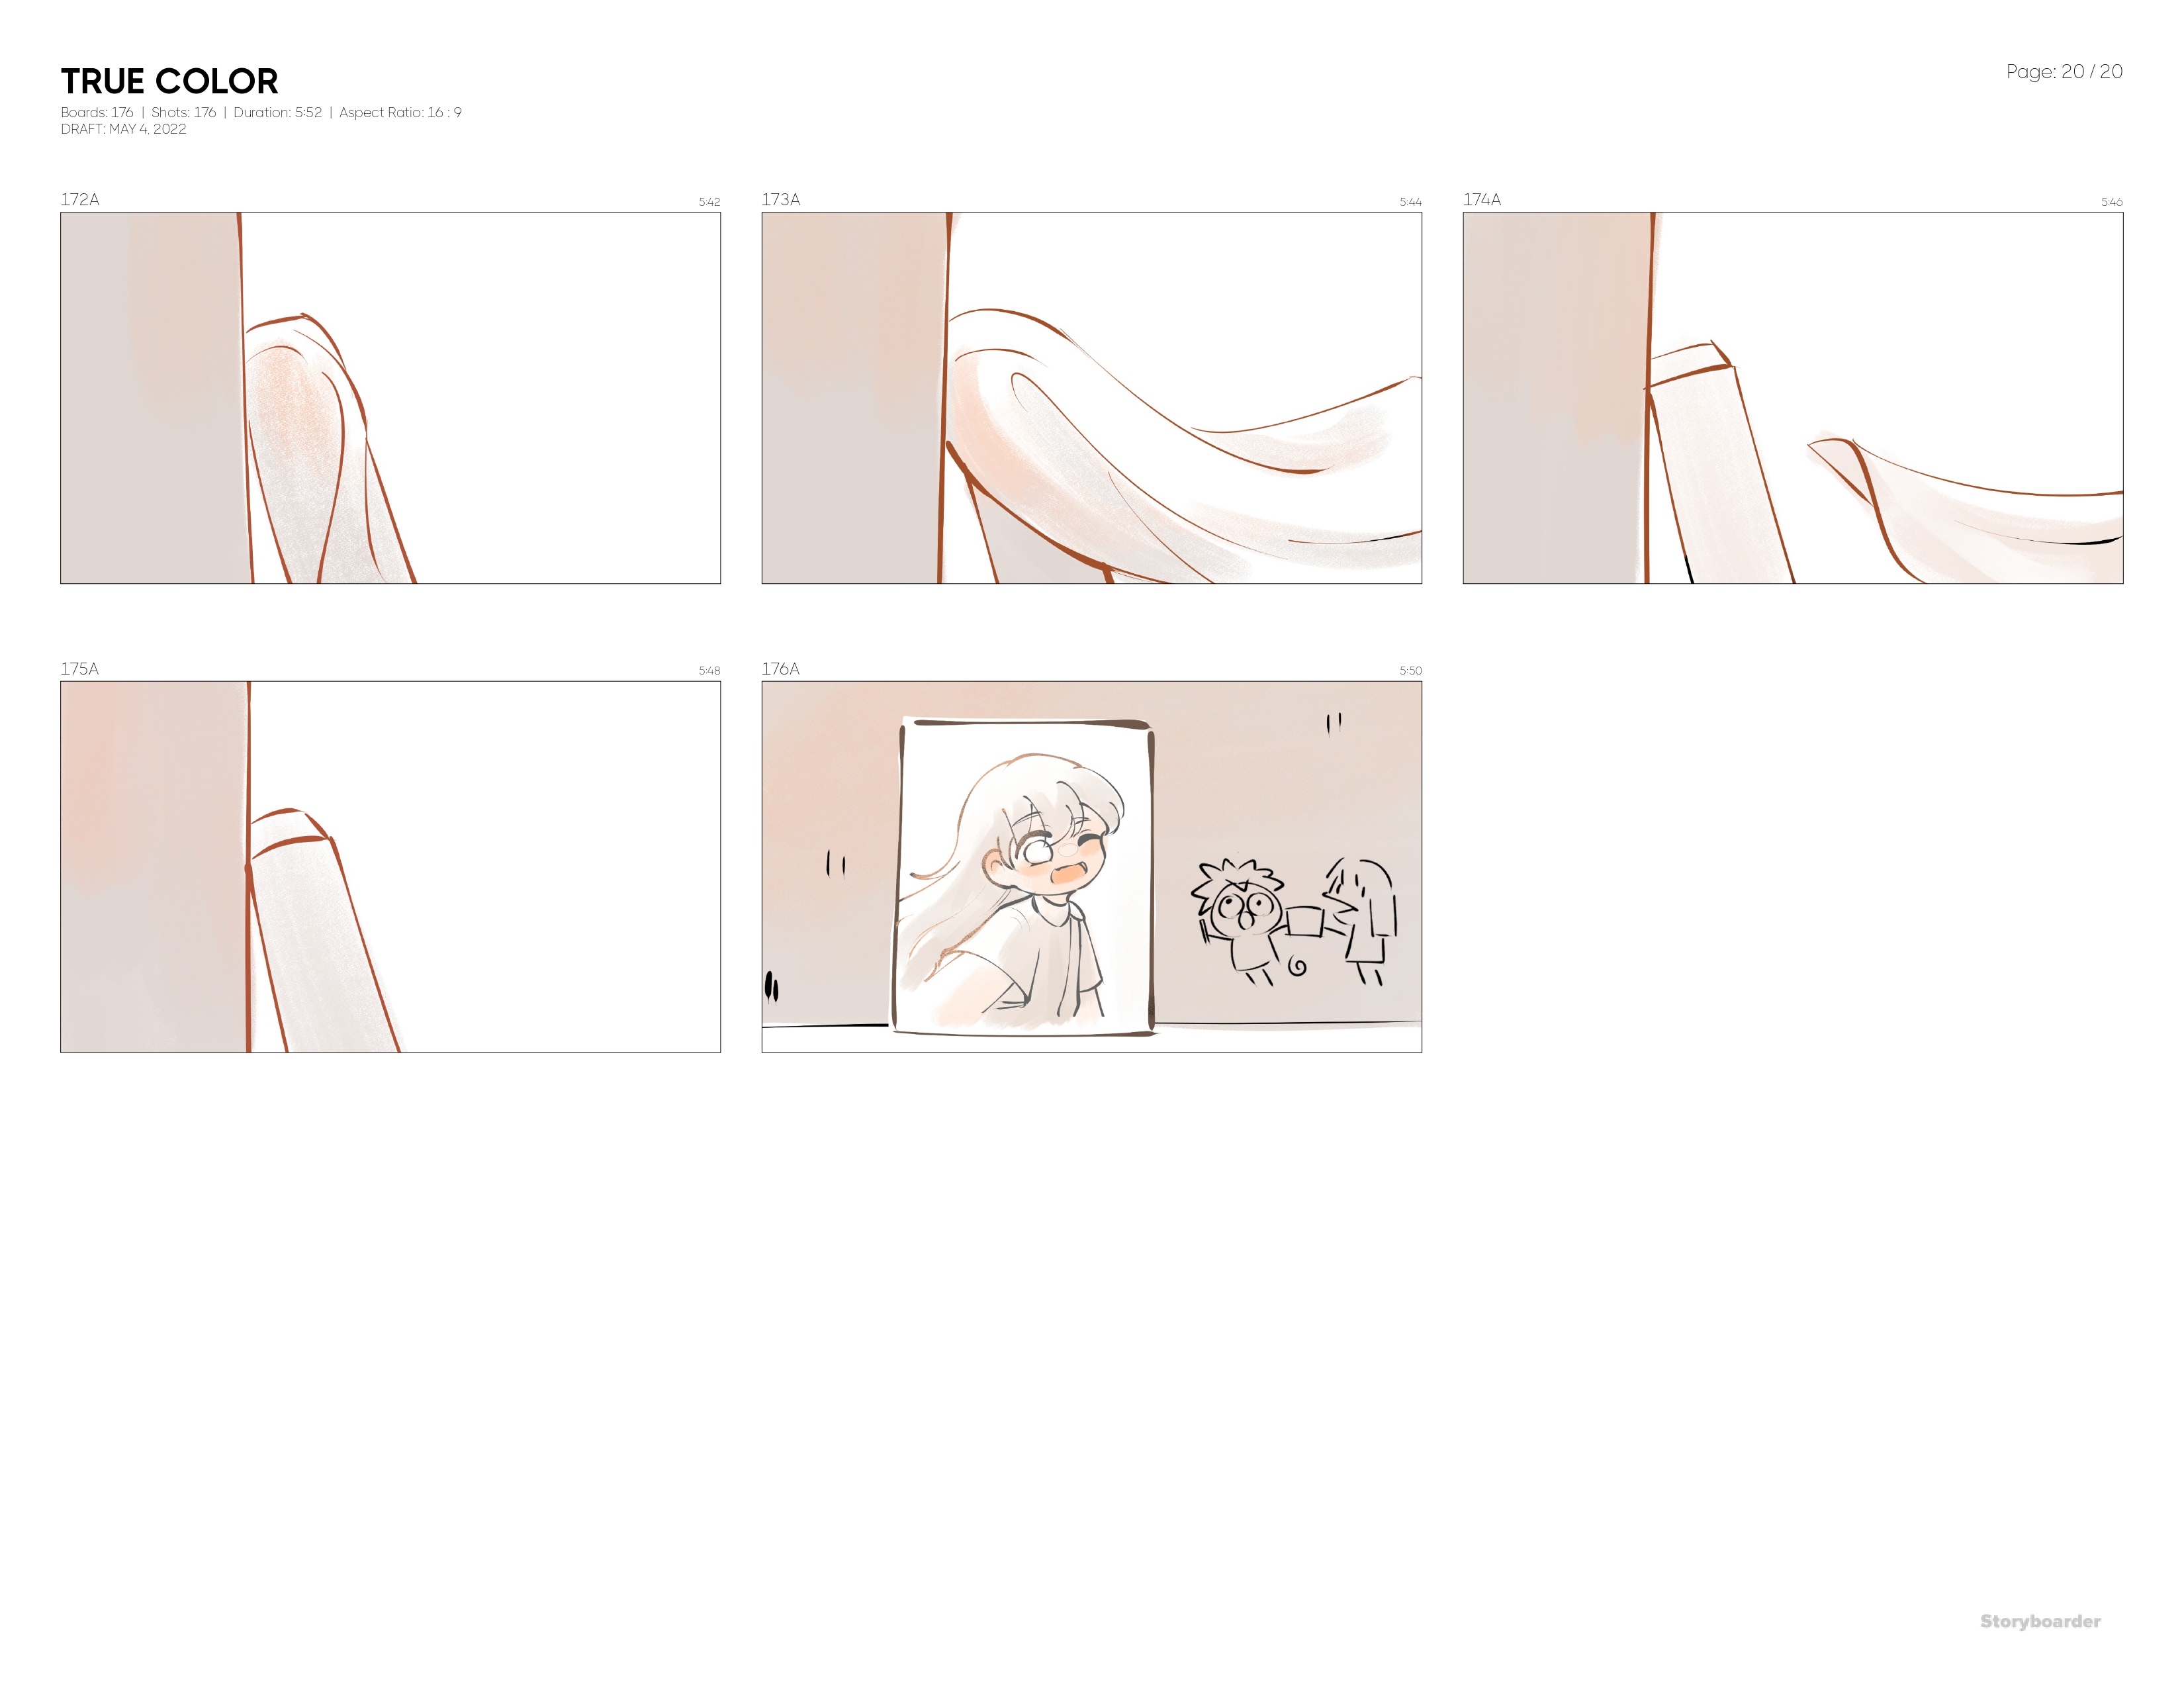 TRUE COLOR
Page: 20 / 20
Boards: 176 | Shots: 176 | Duration: 5:52 | Aspect Ratio: 16 : 9
DRAFT: MAY 4, 2022
172A 5:42
173A 5:44
174A 5:46
175A 5:48
176A 5:50
Storyboarder